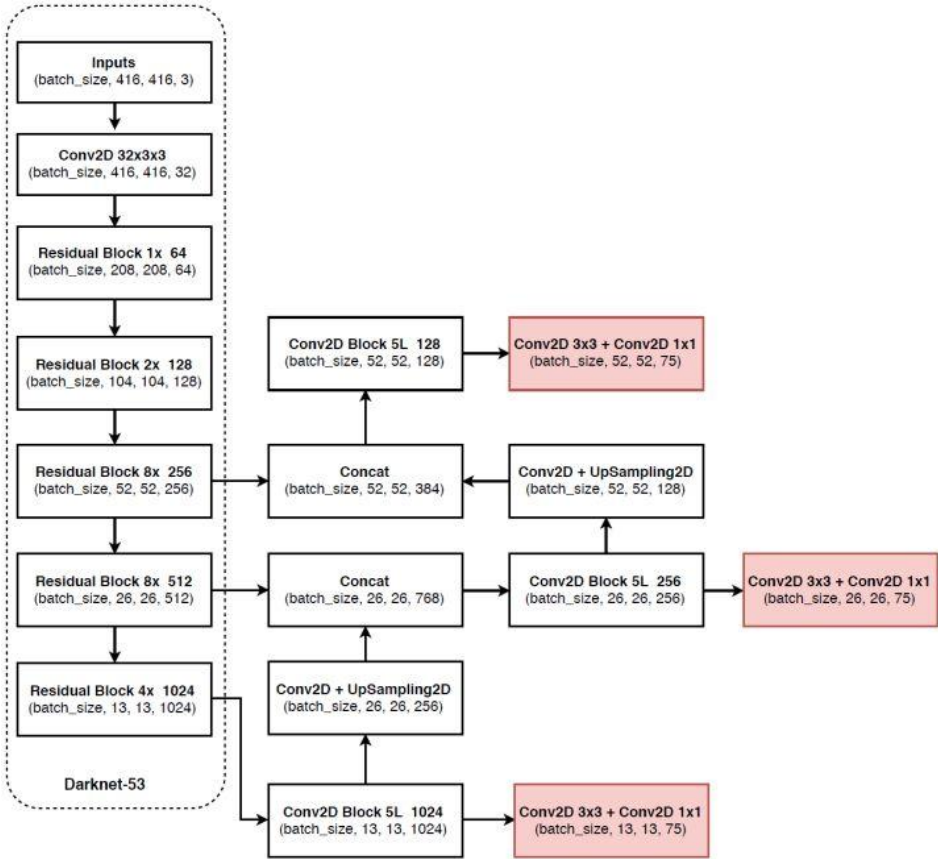 Inputs
(batch_size, 416, 416, 3)
Conv2D 32x3x3
(batch_size, 416, 416, 32)
Residual Block 1x 64
(batch_size, 208, 208, 64)
Residual Block 2x 128
(batch_size, 104, 104, 128)
Residual Block 8x 256
(batch_size, 52, 52, 256)
Residual Block 8x 512
(batch_size, 26, 26, 512)
Residual Block 4x 1024
(batch_size, 13, 13, 1024)
Darknet-53
Conv2D Block 5L 128
(batch_size, 52, 52, 128)
Conv2D 3x3 + Conv2D 1x1
(batch_size, 52, 52, 75)
Concat
(batch_size, 52, 52, 384)
Conv2D + UpSampling2D
(batch_size, 52, 52, 128)
Concat
(batch_size, 26, 26, 768)
Conv2D Block 5L 256
(batch_size, 26, 26, 256)
Conv2D 3x3 + Conv2D 1x1
(batch_size, 26, 26, 75)
Conv2D + UpSampling2D
(batch_size, 26, 26, 256)
Conv2D Block 5L 1024
(batch_size, 13, 13, 1024)
Conv2D 3x3 + Conv2D 1x1
(batch_size, 13, 13, 75)